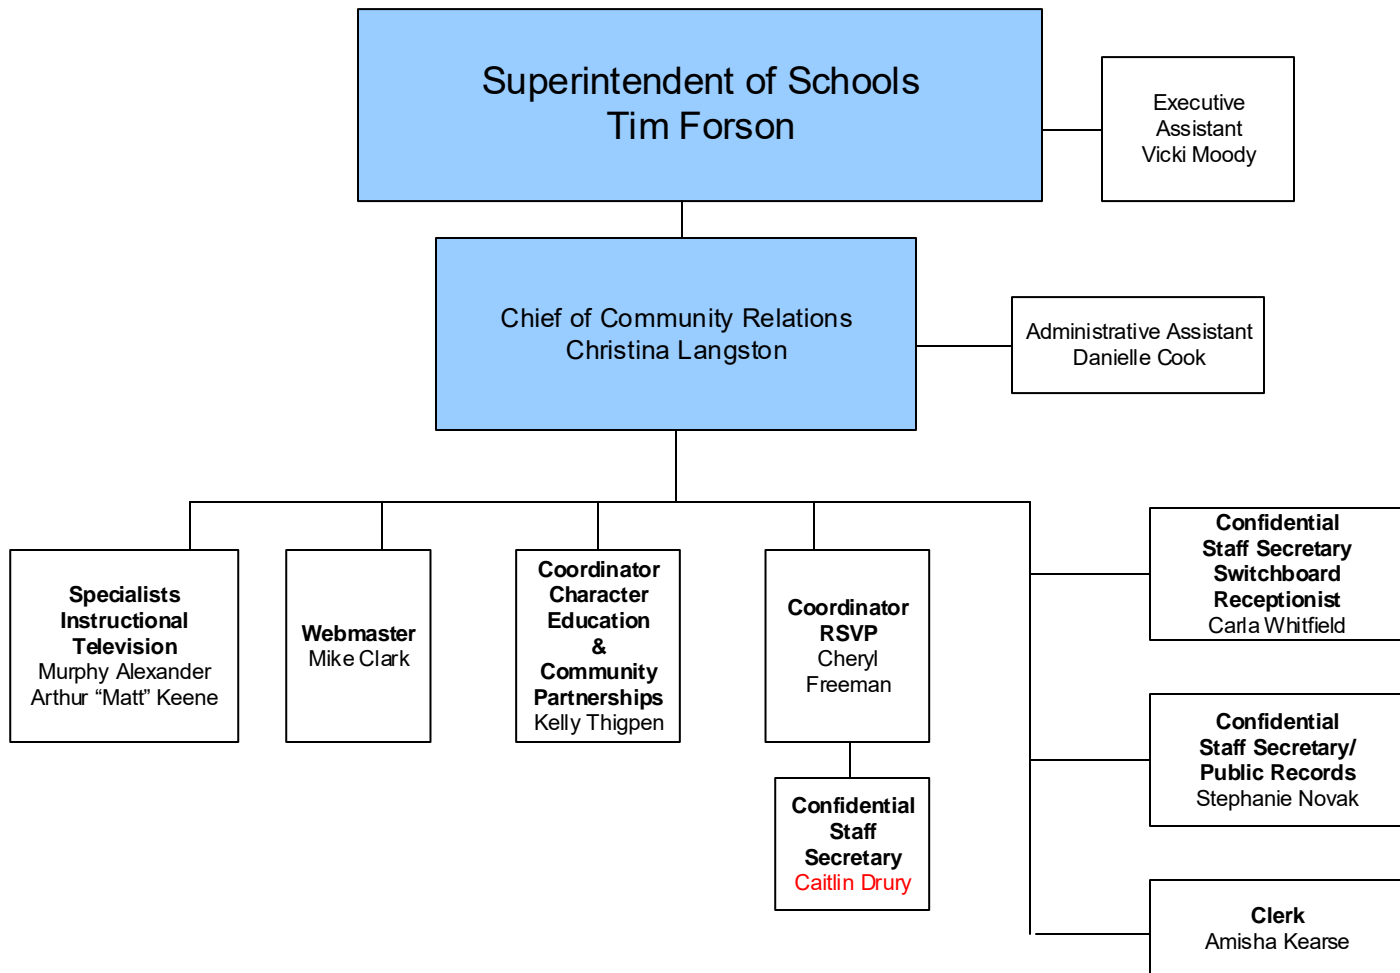 Superintendent of Schools
Tim Forson
Executive
Assistant
Vicki Moody
Chief of Community Relations
Christina Langston
Administrative Assistant
Danielle Cook
Specialists
Instructional
Television
Murphy Alexander
Arthur “Matt” Keene
Webmaster
Mike Clark
Coordinator
Character
Education
&
Community
Partnerships
Kelly Thigpen
Coordinator
RSVP
Cheryl
Freeman
Confidential
Staff
Secretary
Caitlin Drury
Confidential
Staff Secretary
Switchboard
Receptionist
Carla Whitfield
Confidential
Staff Secretary/
Public Records
Stephanie Novak
Clerk
Amisha Kearse